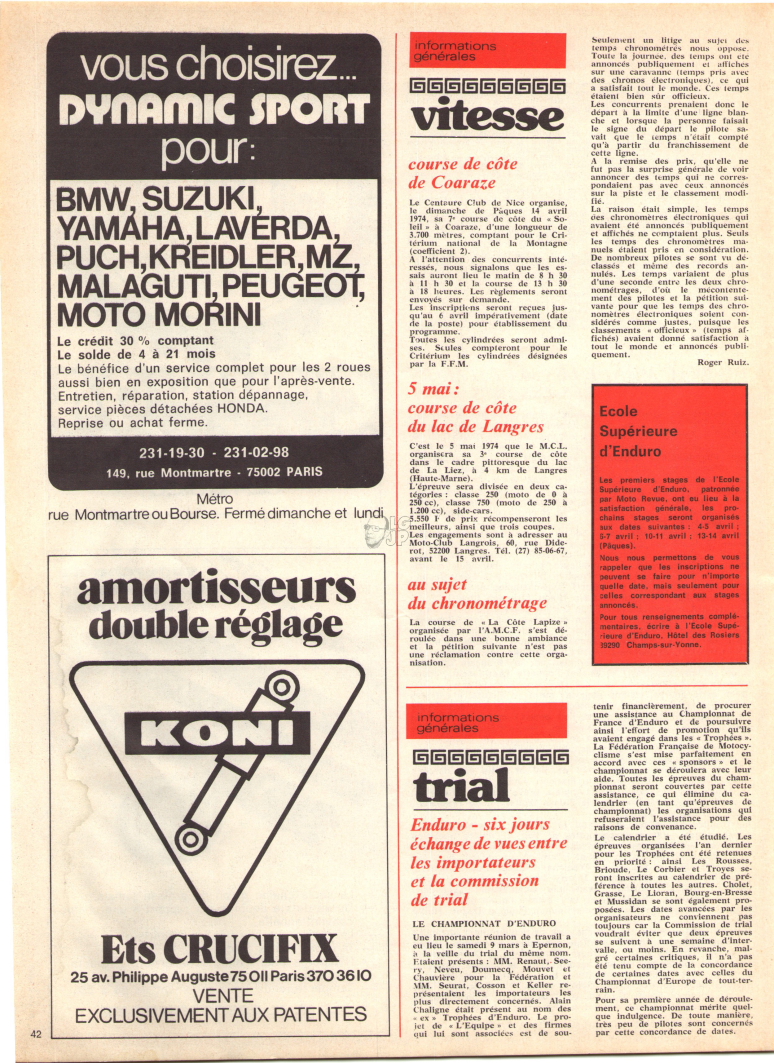 vous choisirez...
DYNAMIC SPORT
pour:
BMW, SUZUKI,
YAMAHA, LAVERDA,
PUCH, KREIDLER, MZ,
MALAGUTI, PEUGEOT,
MOTO MORINI
Le crédit 30 % comptant
Le solde de 4 à 21 mois
Le bénéfice d'un service complet pour les 2 roues
aussi bien en exposition que pour l'après-vente.
Entretien, réparation, station dépannage,
service pièces détachées HONDA.
Reprise ou achat ferme.
231-19-30 - 231-02-98
149, rue Montmartre - 75002 PARIS
Métro
rue Montmartre ou Bourse. Fermé dimanche et lundi
amortisseurs
double réglage
KONI
Ets CRUCIFIX
25 av. Philippe Auguste 75011 Paris 370 36 10
VENTE
EXCLUSIVEMENT AUX PATENTES
42
informations
générales
vitesse
course de côte
de Coaraze
Le Centaure Club de Nice organise,
le dimanche de Pâques 14 avril
1974, sa 7e course de côte du « So-
leil » à Coaraze, d'une longueur de
3.700 mètres, comptant pour le Cri-
térium national de la Montagne
(coefficient 2).
A l'attention des concurrents inté-
ressés, nous signalons que les es-
sais auront lieu le matin de 8 h 30
à 11 h 30 et la course de 13 h 30
à 18 heures. Les règlements seront
envoyés sur demande.
Les inscriptions seront reçues jus-
qu'au 6 avril impérativement (date
de la poste) pour établissement du
programme.
Toutes les cylindrées seront admi-
ses. Seules compteront pour le
Critérium les cylindrées désignées
par la F.F.M.
5 mai :
course de côte
du lac de Langres
C'est le 5 mai 1974 que le M.C.L.
organisera sa 3e course de côte
dans le cadre pittoresque du lac
de La Liez, à 4 km de Langres
(Haute-Marne).
L'épreuve sera divisée en deux ca-
tégories : classe 250 (moto de 0 à
250 cc), classe 750 (moto de 250 à
1.200 cc), side-cars.
5.550 F de prix récompenseront les
meilleurs, ainsi que trois coupes.
Les engagements sont à adresser au
Moto-Club Langrois, 60, rue Dide-
rot, 52200 Langres. Tél. (27) 85-06-67,
avant le 15 avril.
au sujet
du chronométrage
La course de « La Côte Lapize »
organisée par l'A.M.C.F. s'est dé-
roulée dans une bonne ambiance
et la pétition suivante n'est pas
une réclamation contre cette orga-
nisation.
Seulement un litige au sujet des
temps chronométrés nous oppose.
Toute la journée, des temps ont été
annoncés publiquement et affichés
sur une caravane (temps pris avec
des chronos électroniques), ce qui
a satisfait tout le monde. Ces temps
étaient bien sûr officieux.
Les concurrents prenaient donc le
départ à la limite d'une ligne blan-
che et lorsque la personne faisait
le signe du départ le pilote sa-
vait que le temps n'était compté
qu'à partir du franchissement de
cette ligne.
A la remise des prix, qu'elle ne
fut pas la surprise générale de voir
annoncer des temps qui ne corres-
pondaient pas avec ceux annoncés
sur la piste et le classement modi-
fié.
La raison était simple, les temps
des chronomètres électroniques qui
avaient été annoncés publiquement
et affichés ne comptaient plus. Seuls
les temps des chronomètres ma-
nuels étaient pris en considération.
De nombreux pilotes se sont vu dé-
classés et même des records an-
nulés. Les temps variaient de plus
d'une seconde entre les deux chro-
nométrages, d'où le mécontente-
ment des pilotes et la pétition sui-
vante pour que les temps des chro-
nomètres électroniques soient con-
sidérés comme justes, puisque les
classements « officieux » (temps af-
fichés) avaient donné satisfaction à
tout le monde et annoncés publi-
quement.
Roger Ruiz.
Ecole
Supérieure
d'Enduro
Les premiers stages de l'Ecole
Supérieure d'Enduro, patronnée
par Moto Revue, ont eu lieu à la
satisfaction générale, les pro-
chains stages seront organisés
aux dates suivantes : 4-5 avril ;
6-7 avril ; 10-11 avril ; 13-14 avril
(Pâques).
Nous nous permettons de vous
rappeler que les inscriptions ne
peuvent se faire pour n'importe
quelle date, mais seulement pour
celles correspondant aux stages
annoncés.
Pour tous renseignements complé-
mentaires, écrire à l'Ecole Supé-
rieure d'Enduro, Hôtel des Rosiers
39290 Champs-sur-Yonne.
informations
générales
trial
Enduro - six jours
échange de vues entre
les importateurs
et la commission
de trial
LE CHAMPIONNAT D'ENDURO
Une importante réunion de travail a
eu lieu le samedi 9 mars à Epernon,
à la veille du trial du même nom.
Etaient présents : MM. Renaut, See-
ry, Neveu, Doumecq, Mouvet et
Chauvière pour la Fédération et
MM. Seurat, Cosson et Keller re-
présentaient les importateurs les
plus directement concernés. Alain
Chaligne était présent au nom des
« ex » Trophées d'Enduro. Le pro-
jet de « L'Equipe » et des firmes
qui lui sont associées est de sou-
tenir financièrement, de procurer
une assistance au Championnat de
France d'Enduro et de poursuivre
ainsi l'effort de promotion qu'ils
avaient engagé dans les « Trophées ».
La Fédération Française de Motocy-
clisme s'est mise parfaitement en
accord avec ces « sponsors » et le
championnat se déroulera avec leur
aide. Toutes les épreuves du cham-
pionnat seront couvertes par cette
assistance, ce qui élimine du ca-
lendrier (en tant qu'épreuves de
championnat) les organisations qui
refuseraient l'assistance pour des
raisons de convenance.
Le calendrier a été étudié. Les
épreuves organisées l'an dernier
pour les Trophées ont été retenues
en priorité : ainsi Les Rousses,
Brioude, Le Corbier et Troyes se-
ront inscrites au calendrier de pré-
férence à toutes les autres. Cholet,
Grasse, Le Lioran, Bourg-en-Bresse
et Mussidan se sont également pro-
posées. Les dates avancées par les
organisateurs ne conviennent pas
toujours car la Commission de trial
voudrait éviter que deux épreuves
se suivent à une semaine d'inter-
valle, ou moins. En revanche, mal-
gré certaines critiques, il n'a pas
été tenu compte de la concordance
de certaines dates avec celles du
Championnat d'Europe de tout-ter-
rain.
Pour sa première année de déroule-
ment, ce championnat mérite quel-
que indulgence. De toute manière,
très peu de pilotes sont concernés
par cette concordance de dates.